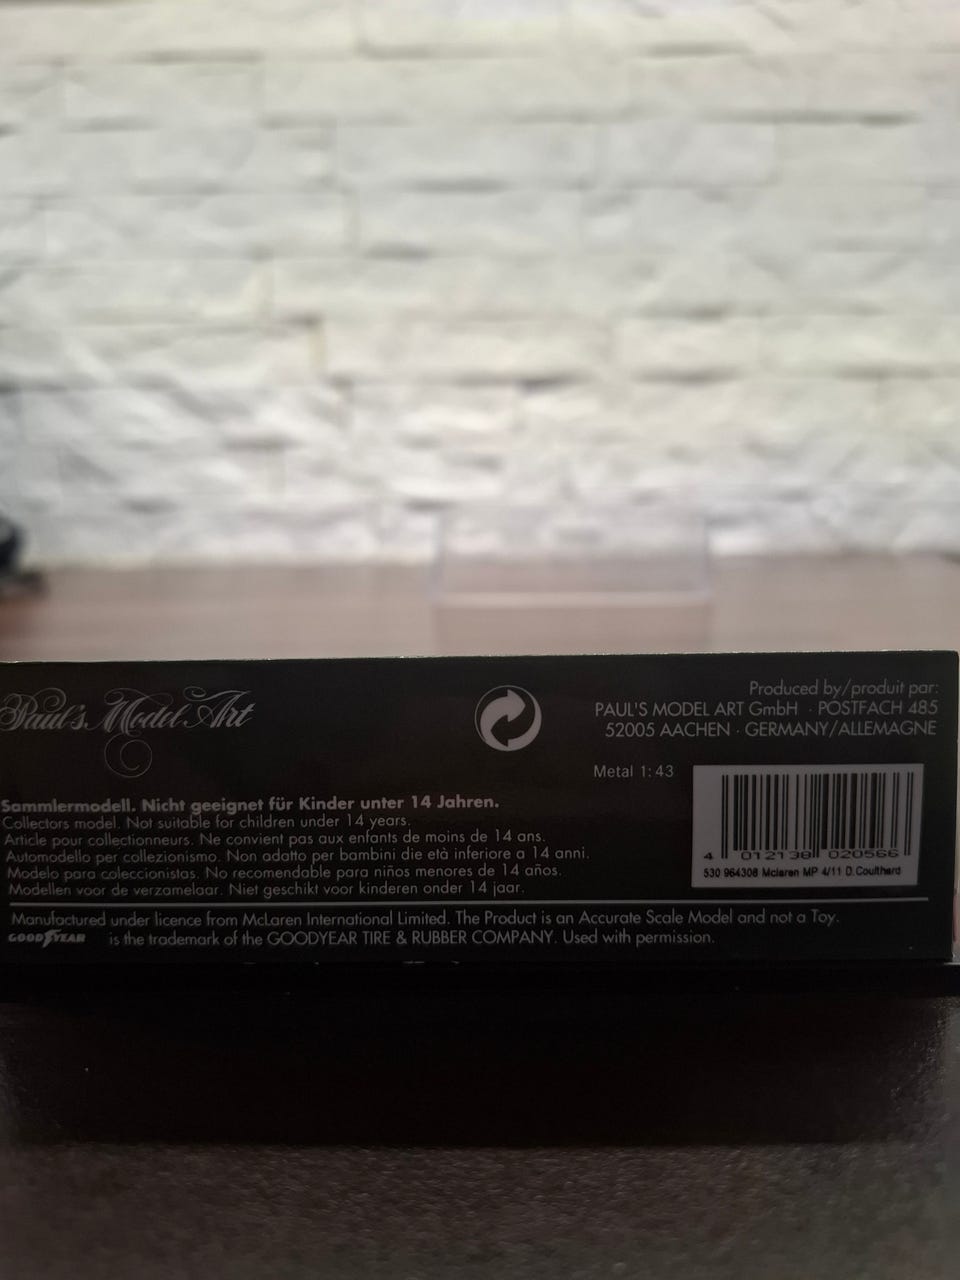 Paul's Model Art
Produced by/produit par:
PAUL'S MODEL ART GmbH · POSTFACH 485
52005 AACHEN · GERMANY/ALLEMAGNE
Metal 1:43
4 012138 020566
530 964308 Mclaren MP 4/11 D.Coulthard
Sammlermodell. Nicht geeignet für Kinder unter 14 Jahren.
Collectors model. Not suitable for children under 14 years.
Article pour collectionneurs. Ne convient pas aux enfants de moins de 14 ans.
Automodello per collezionismo. Non adatto per bambini die età inferiore a 14 anni.
Modelo para coleccionistas. No recomendable para niños menores de 14 años.
Modellen voor de verzamelaar. Niet geschikt voor kinderen onder 14 jaar.
Manufactured under licence from McLaren International Limited. The Product is an Accurate Scale Model and not a Toy.
GOODYEAR is the trademark of the GOODYEAR TIRE & RUBBER COMPANY. Used with permission.